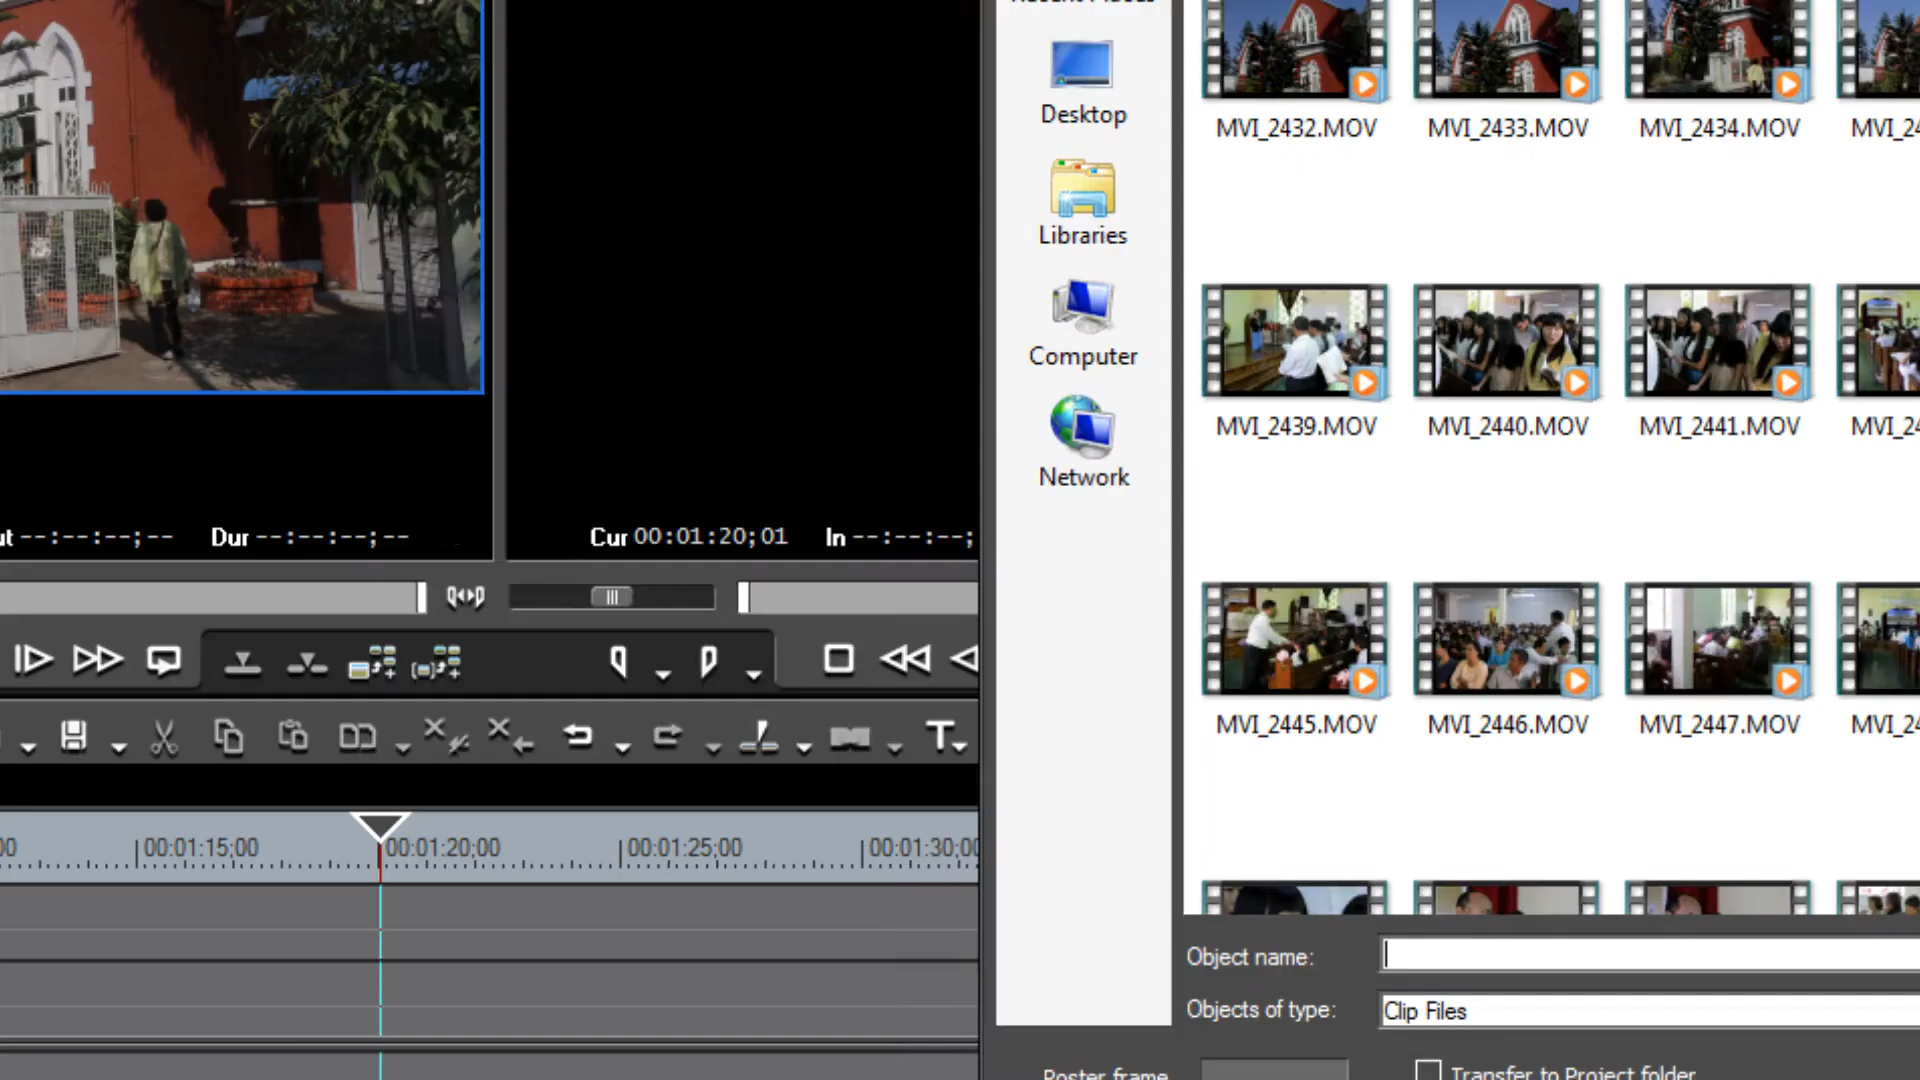 Desktop
Libraries
Computer
Network
MVI_2432.MOV
MVI_2433.MOV
MVI_2434.MOV
MVI_24
MVI_2439.MOV
MVI_2440.MOV
MVI_2441.MOV
MVI_24
MVI_2445.MOV
MVI_2446.MOV
MVI_2447.MOV
MVI_24
ut --:--:--;-- Dur --:--:--;--
Cur 00:01:20;01 In --:--:--;
00 00:01:15;00 00:01:20;00 00:01:25;00 00:01:30;00
Object name:
Objects of type: Clip Files
Poster frame
Transfer to Project folder